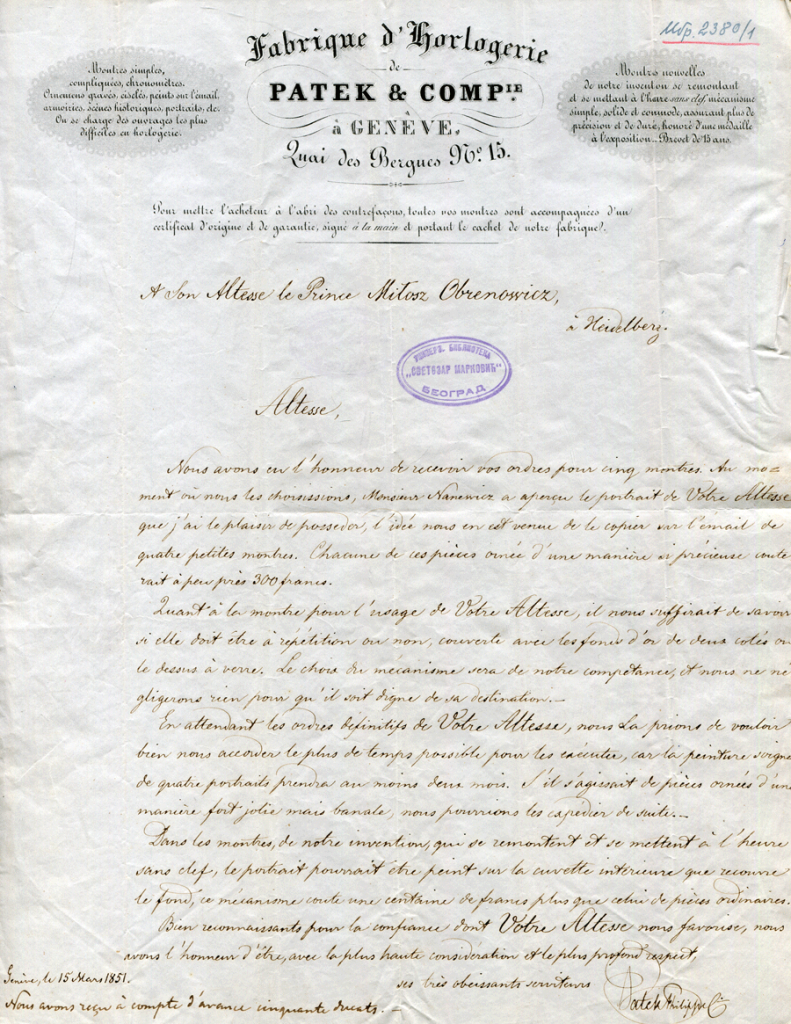 Мбр. 2380/1
Fabrique d'Horlogerie
de
PATEK & COMP.IE
à GENÈVE,
Quai des Bergues No. 15.
Montres simples,
compliquées, chronomètres.
Ornemens gravés, ciselés, peints sur l'émail,
armoiries, scènes historiques, portraits, etc.
On se charge des ouvrages les plus
difficiles en horlogerie.
Montres nouvelles
de notre invention se remontant
et se mettant à l'heure sans clef, mécanisme
simple, solide et commode, assurant plus de
précision et de durée, honoré d'une médaille
à l'exposition.. Brevet de 15 ans.
Pour mettre l'acheteur à l'abri des contrefaçons, toutes nos montres sont accompagnées d'un
certificat d'origine et de garantie, signé à la main et portant le cachet de notre fabrique.
A Son Altesse le Prince Miłosz Obrenowicz,
à Heidelberg.
УНИВЕРЗ. БИБЛИОТЕКА
„СВЕТОЗАР МАРКОВИЋ"
БЕОГРАД
Altesse,
Nous avons eu l'honneur de recevoir vos ordres pour cinq montres. Au mo-
ment où nous les choisissions, Monsieur Nanewicz a aperçu le portrait de Votre Altesse
que j'ai le plaisir de posseder, l'idée nous en est venue de le copier sur l'émail de
quatre petites montres. Chacune de ces pièces ornée d'une manière si précieuse coute
rait à peu près 300 francs.
Quant à la montre pour l'usage de Votre Altesse, il nous suffirait de savoir
si elle doit être à répétition ou non, couverte avec les fonds d'or de deux cotés ou
le dessus à verre. Le choix du mécanisme sera de notre compétance, et nous ne né
gligerons rien pour qu'il soit digne de sa destination. –
En attendant les ordres définitifs de Votre Altesse, nous La prions de vouloir
bien nous accorder le plus de temps possible pour les exécuter, car la peinture soigné
de quatre portraits prendra au moins deux mois. S'il s'agissait de pièces ornées d'un
manière fort jolie mais banale, nous pourrions les expedier de suite. –
Dans les montres, de notre invention, qui se remontent et se mettent à l'heure
sans clef, le portrait pourrait être peint sur la cuvette intérieure que recouvre
le fond, ce mécanisme coute une centaine de francs plus que celui de pièces ordinaires.
Bien reconnaissants pour la confiance dont Votre Altesse nous favorise, nous
avons l'honneur d'être, avec la plus haute considération et le plus profond respect,
ses très obeissants serviteurs
Patek Philippe Cie
Genève, le 15 Mars 1851.
Nous avons reçu à compte d'avance cinquante ducats. –